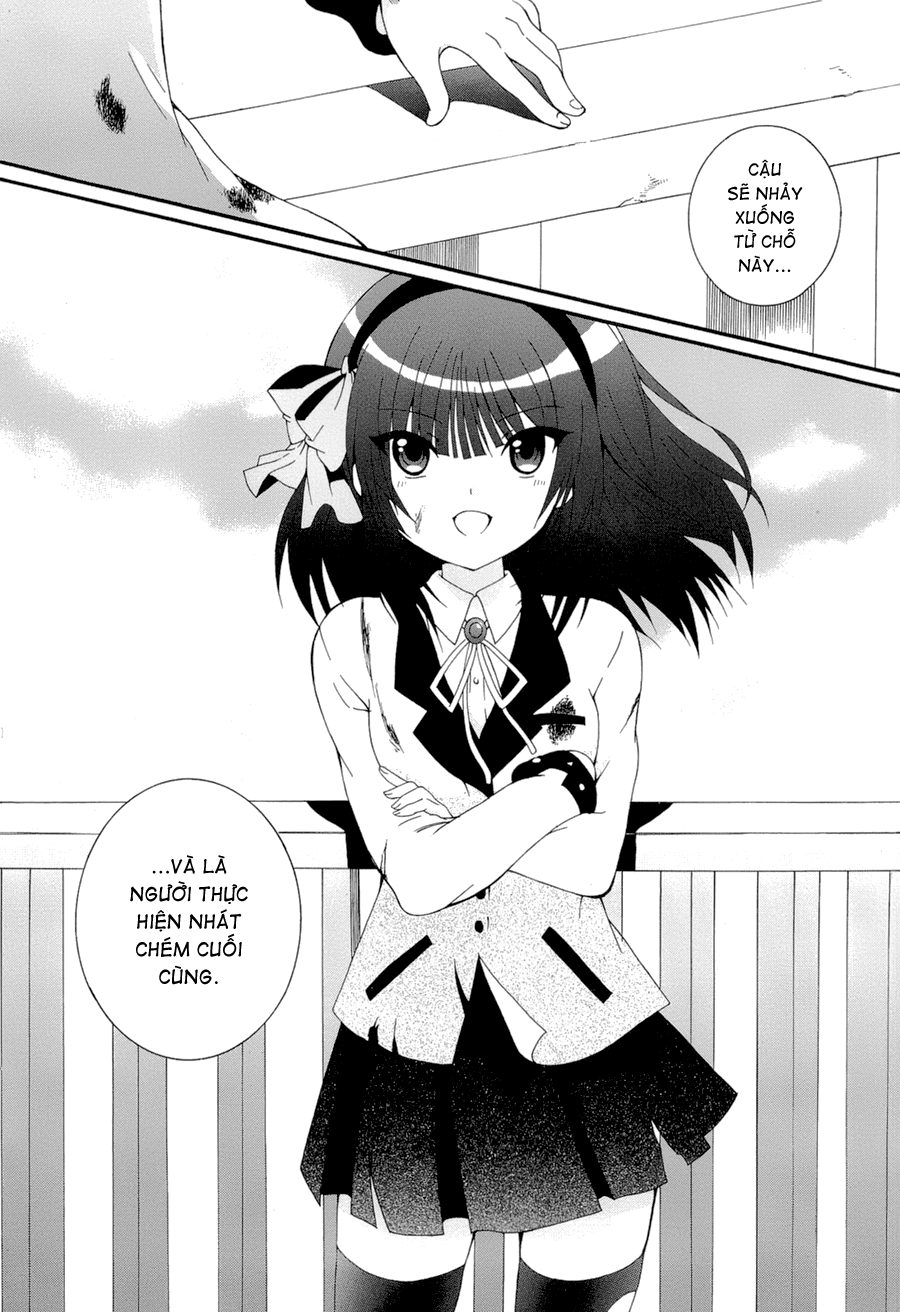 CẬU
SẼ NHẢY
XUỐNG
TỪ CHỖ
NÀY...
...VÀ LÀ
NGƯỜI THỰC
HIỆN NHÁT
CHÉM CUỐI
CÙNG.